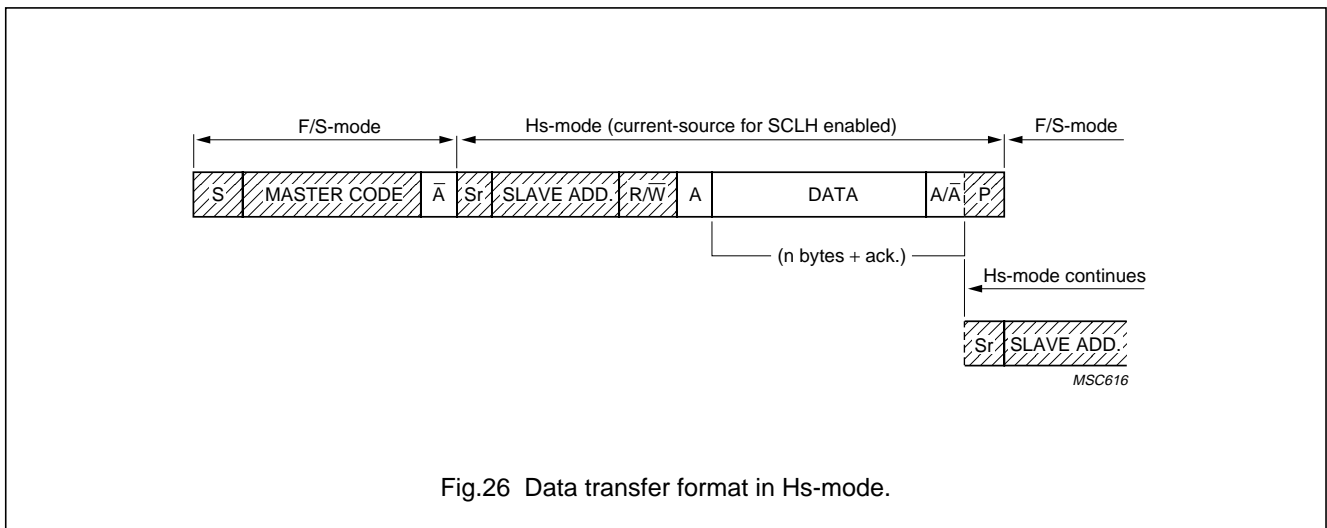 F/S-mode Hs-mode (current-source for SCLH enabled) F/S-mode
S MASTER CODE A̅ Sr SLAVE ADD. R/W̅ A DATA A/A̅ P
(n bytes + ack.)
Hs-mode continues
Sr SLAVE ADD.
MSC616
Fig.26 Data transfer format in Hs-mode.